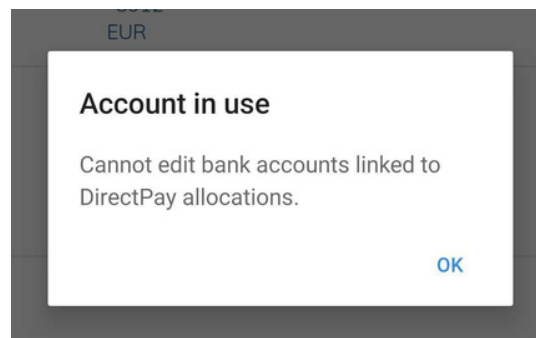 EUR
Account in use
Cannot edit bank accounts linked to
DirectPay allocations.
OK